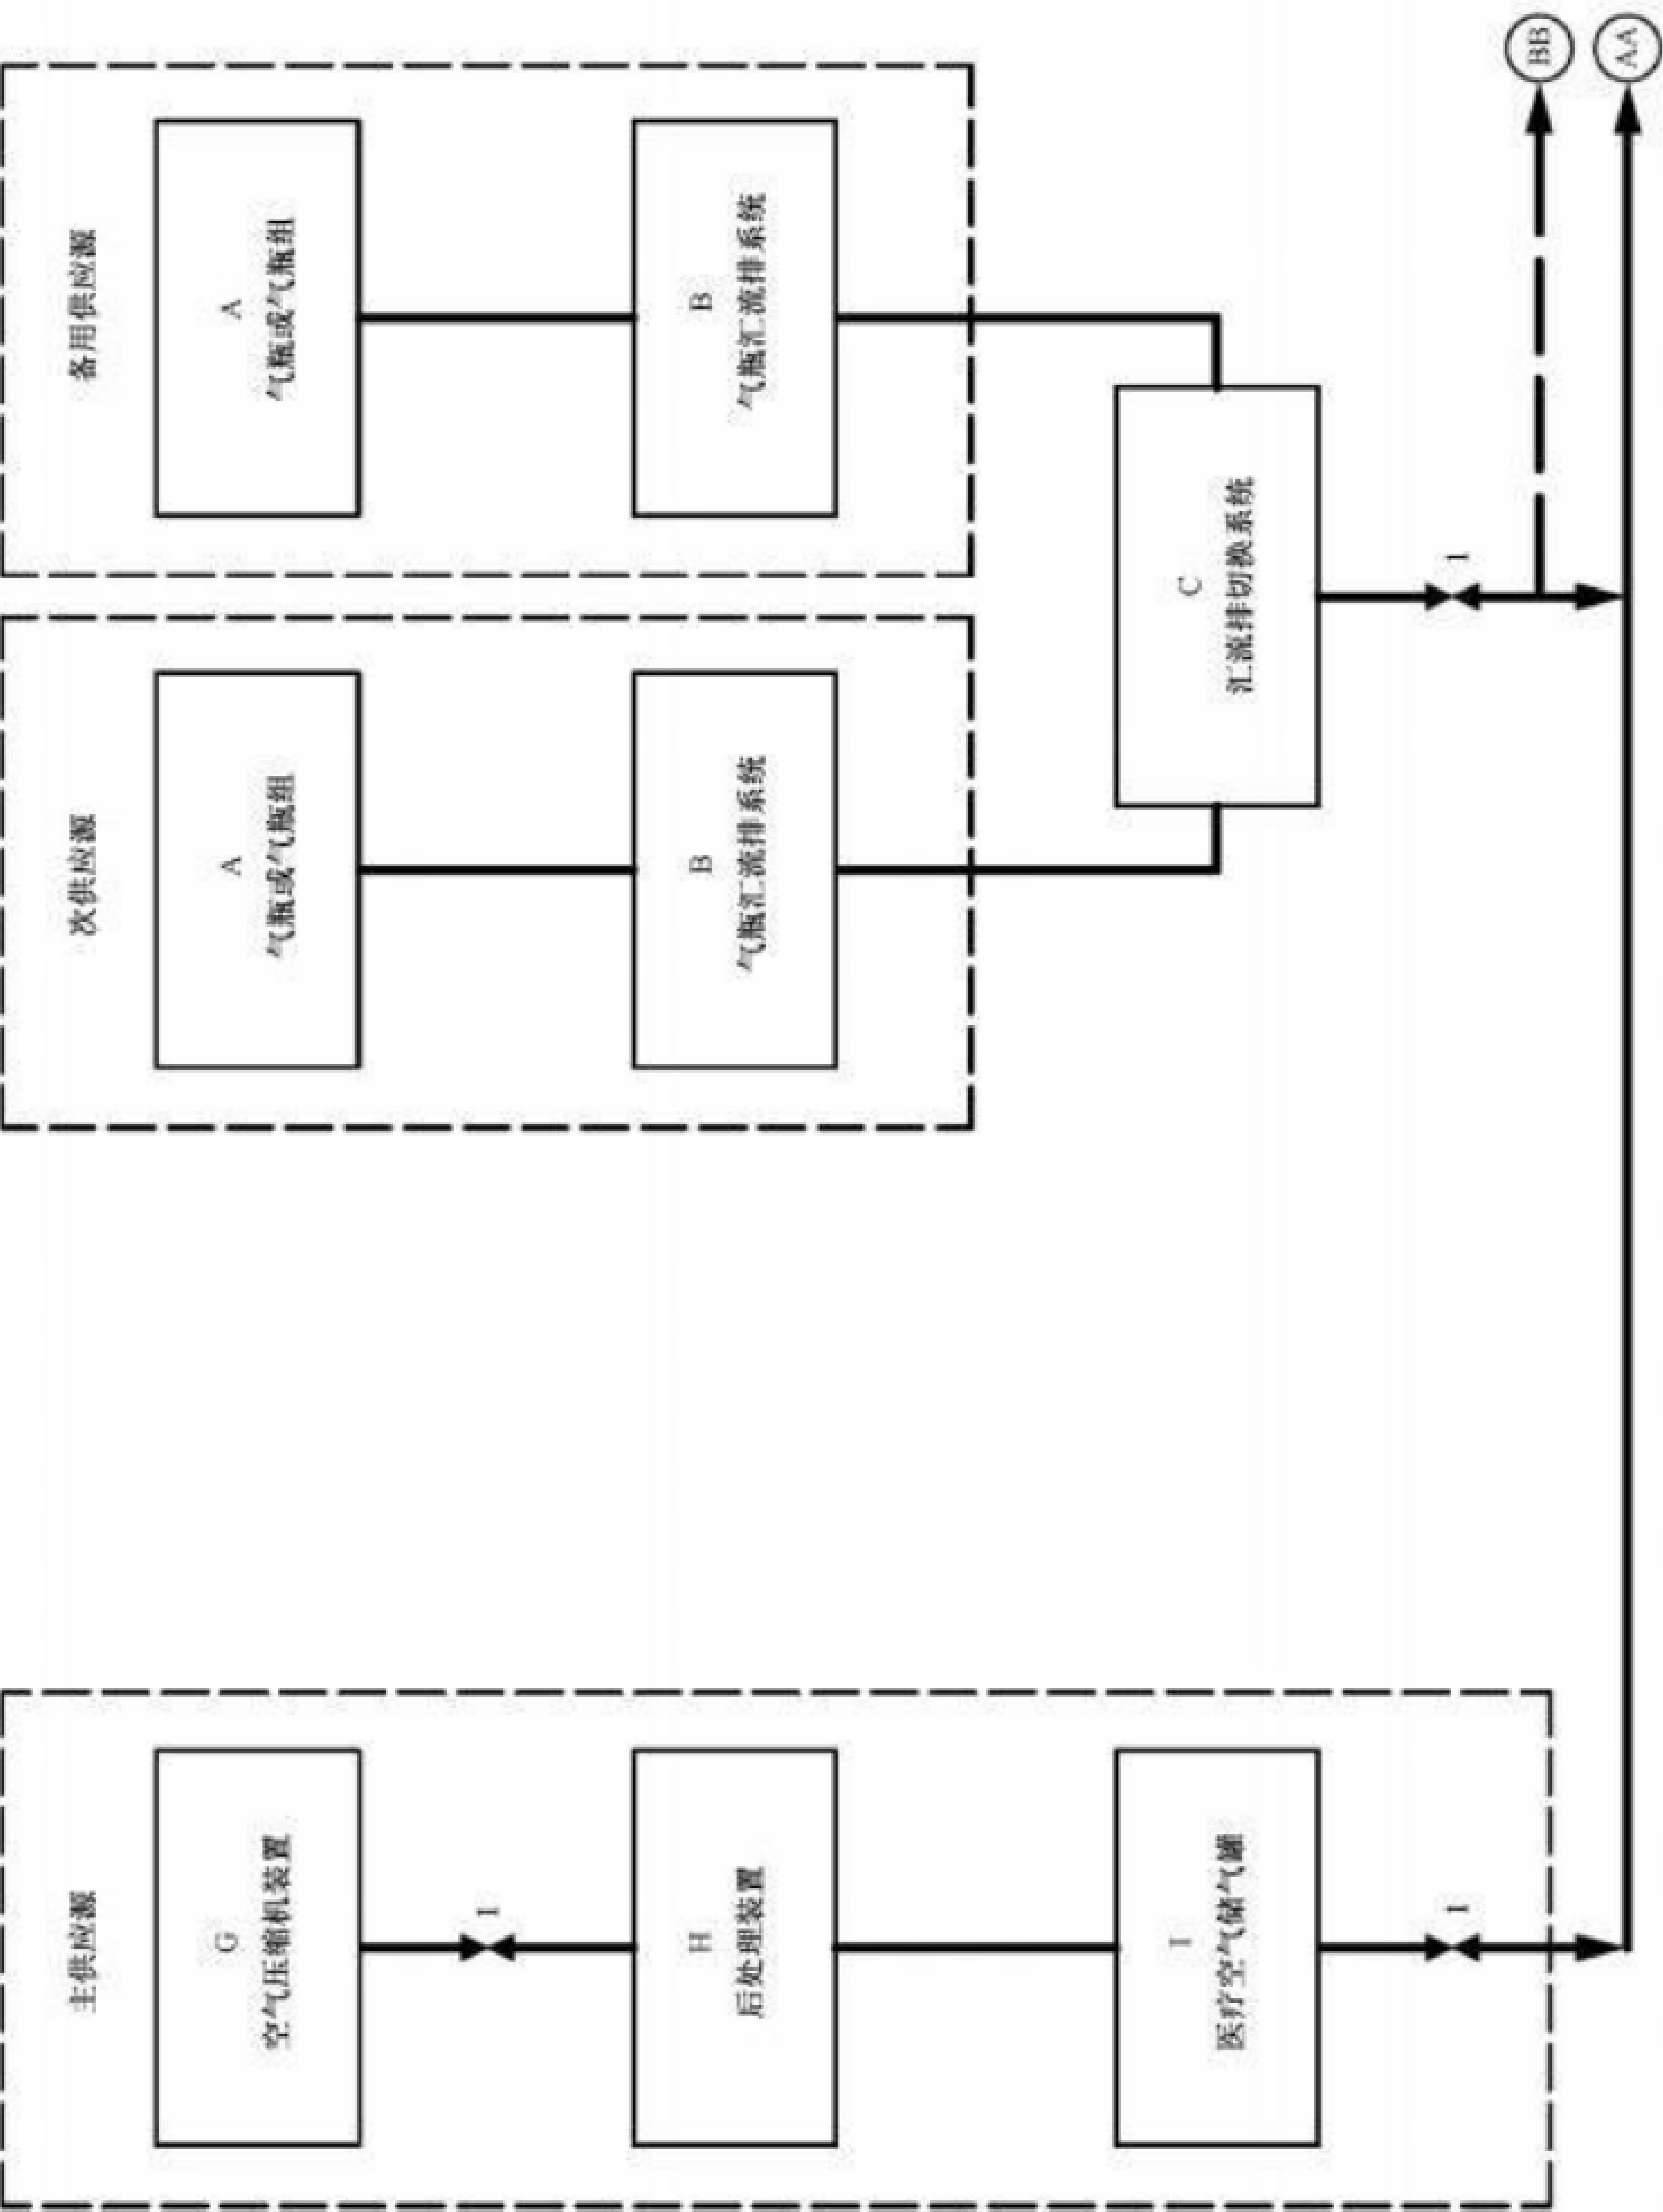 主供应源
G
空气压缩机装置
1
H
后处理装置
I
医疗空气储气罐
1
次供应源
A
气瓶或气瓶组
B
气瓶汇流排系统
备用供应源
A
气瓶或气瓶组
B
气瓶汇流排系统
C
汇流排切换系统
1
BB
AA